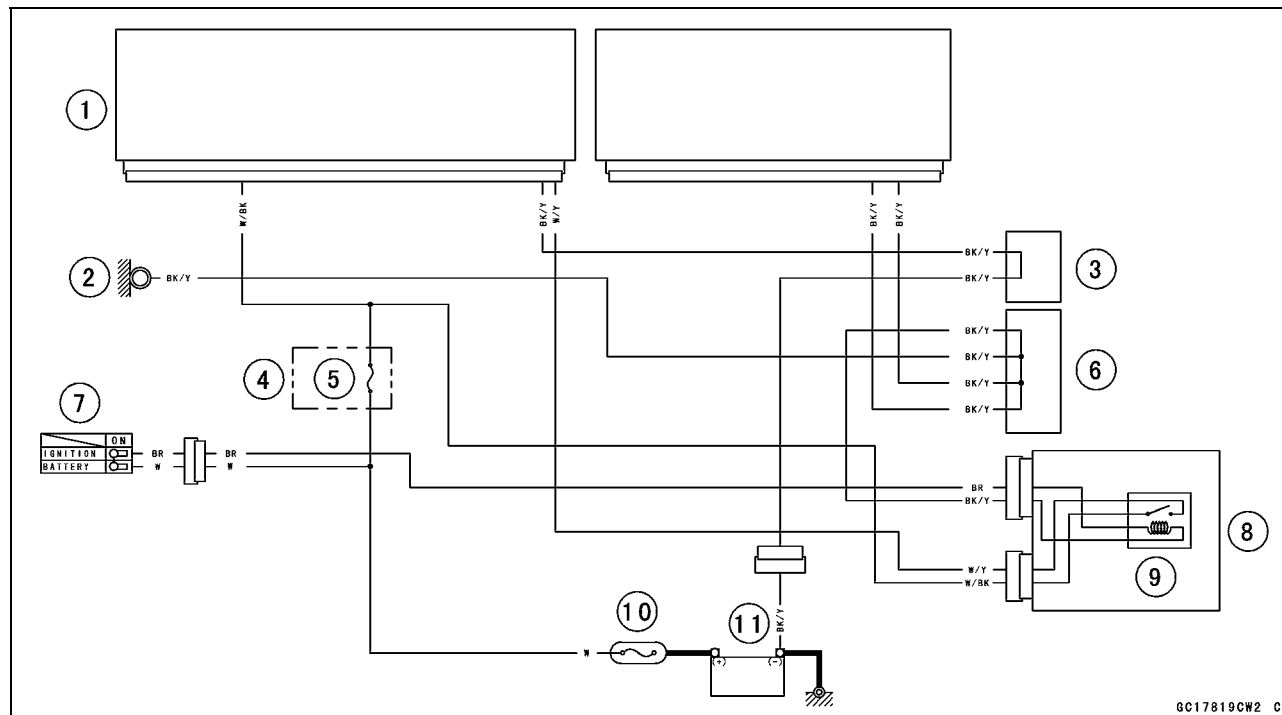 1
W/BK
BK/Y
W/Y
BK/Y
BK/Y
2
BK/Y
BK/Y
BK/Y
3
4
5
BK/Y
BK/Y
BK/Y
BK/Y
6
7
ON
IGNITION
BATTERY
BR
W
BR
W
BR
BK/Y
W/Y
W/BK
8
9
10
W
11
BK/Y
(+)
(-)
GC17819CW2 C